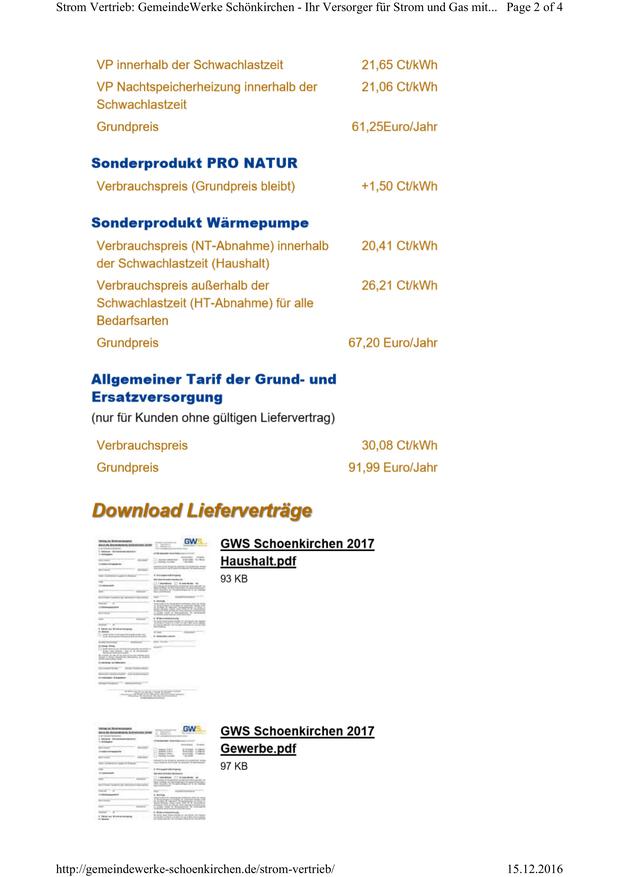 Strom Vertrieb: GemeindeWerke Schönkirchen - Ihr Versorger für Strom und Gas mit... Page 2 of 4
VP innerhalb der Schwachlastzeit 21,65 Ct/kWh
VP Nachtspeicherheizung innerhalb der 21,06 Ct/kWh
Schwachlastzeit
Grundpreis 61,25Euro/Jahr
Sonderprodukt PRO NATUR
Verbrauchspreis (Grundpreis bleibt) +1,50 Ct/kWh
Sonderprodukt Wärmepumpe
Verbrauchspreis (NT-Abnahme) innerhalb 20,41 Ct/kWh
der Schwachlastzeit (Haushalt)
Verbrauchspreis außerhalb der 26,21 Ct/kWh
Schwachlastzeit (HT-Abnahme) für alle
Bedarfsarten
Grundpreis 67,20 Euro/Jahr
Allgemeiner Tarif der Grund- und
Ersatzversorgung
(nur für Kunden ohne gültigen Liefervertrag)
Verbrauchspreis 30,08 Ct/kWh
Grundpreis 91,99 Euro/Jahr
Download Lieferverträge
GWS
GWS Schoenkirchen 2017
Haushalt.pdf
93 KB
GWS
GWS Schoenkirchen 2017
Gewerbe.pdf
97 KB
http://gemeindewerke-schoenkirchen.de/strom-vertrieb/ 15.12.2016